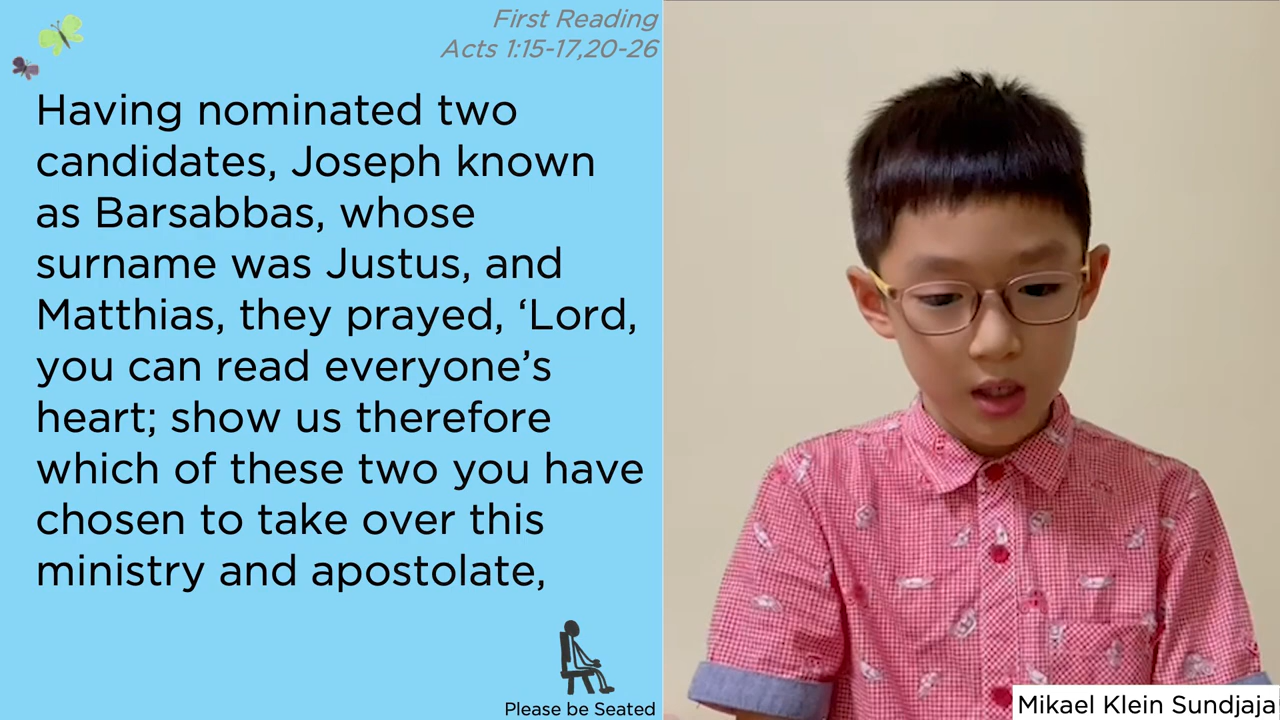 First Reading
Acts 1:15-17,20-26
Having nominated two
candidates, Joseph known
as Barsabbas, whose
surname was Justus, and
Matthias, they prayed, ‘Lord,
you can read everyone’s
heart; show us therefore
which of these two you have
chosen to take over this
ministry and apostolate,
Please be Seated
Mikael Klein Sundjaja